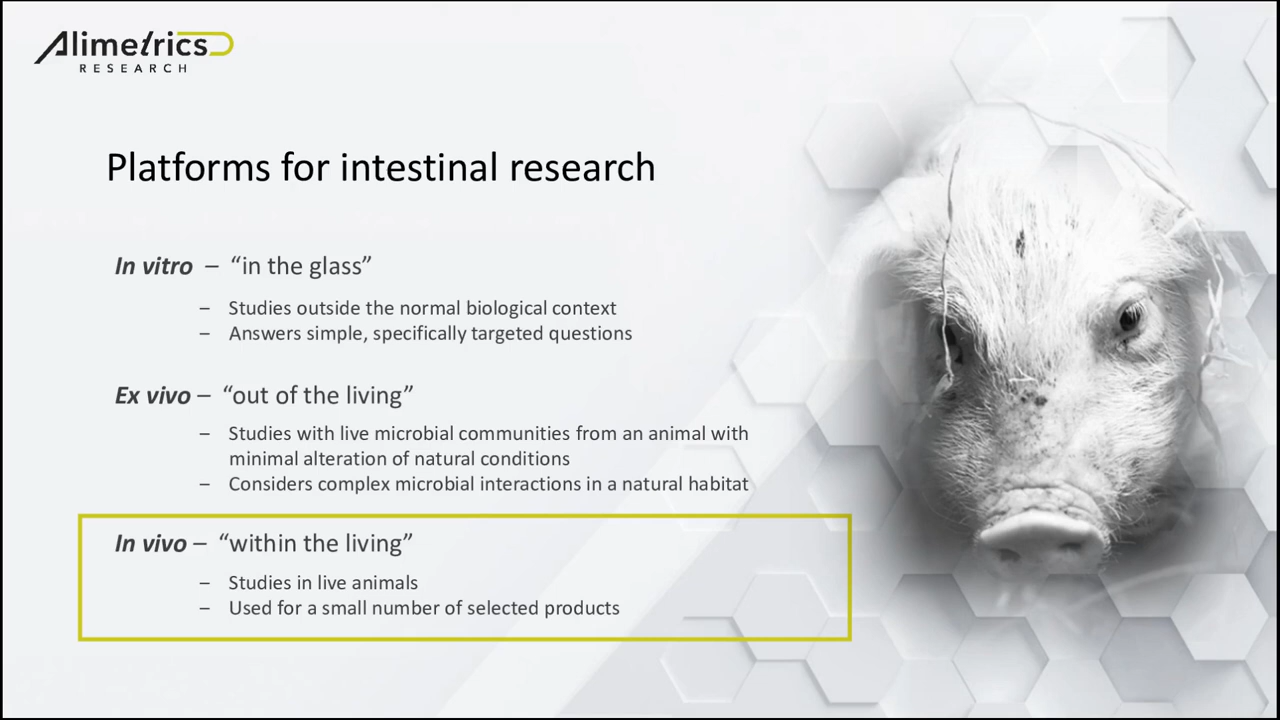 Alimetrics
RESEARCH
Platforms for intestinal research
In vitro – “in the glass”
– Studies outside the normal biological context
– Answers simple, specifically targeted questions
Ex vivo – “out of the living”
– Studies with live microbial communities from an animal with
minimal alteration of natural conditions
– Considers complex microbial interactions in a natural habitat
In vivo – “within the living”
– Studies in live animals
– Used for a small number of selected products